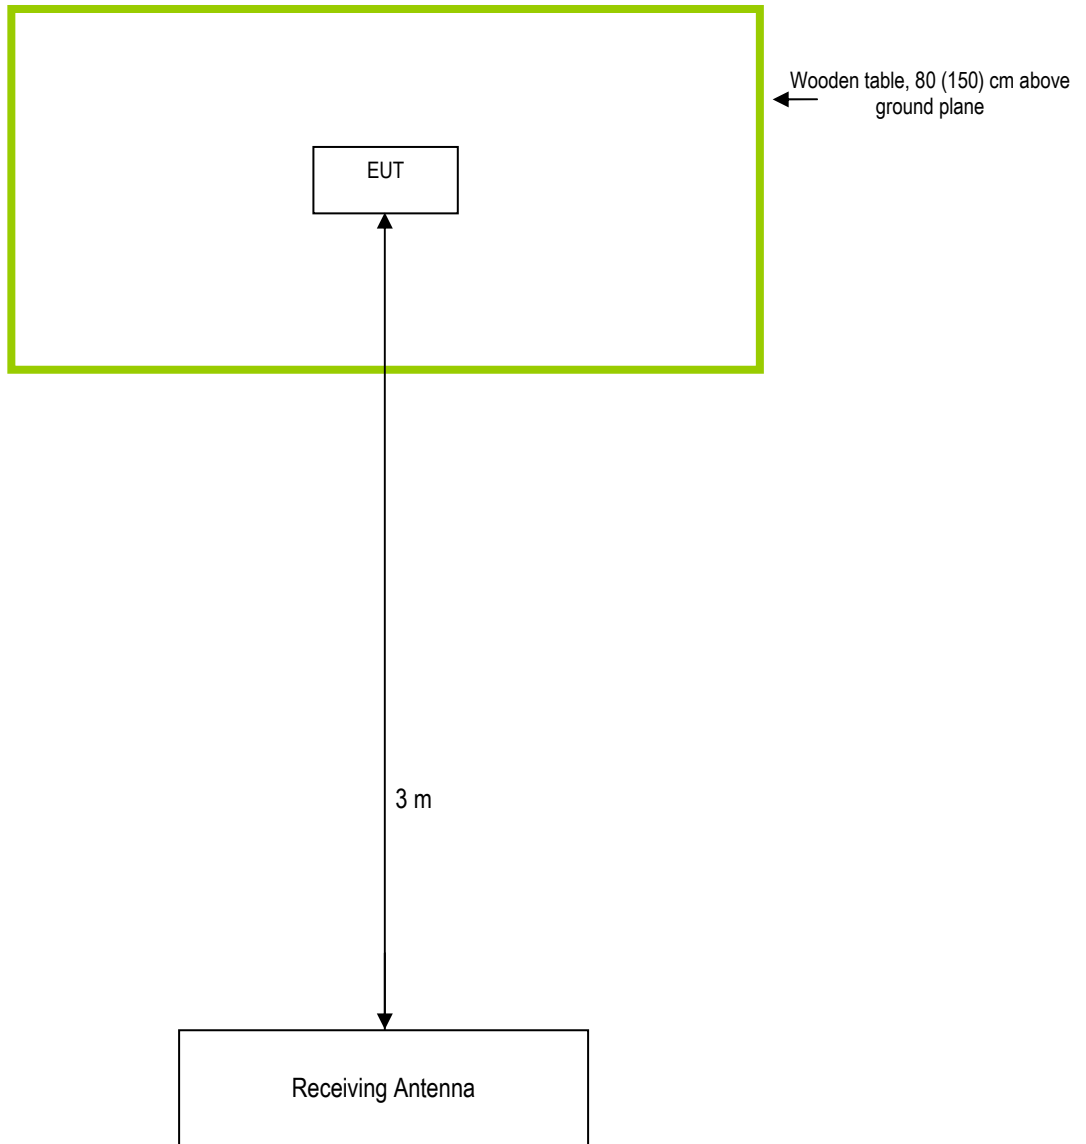 Wooden table, 80 (150) cm above
ground plane
EUT
3 m
Receiving Antenna